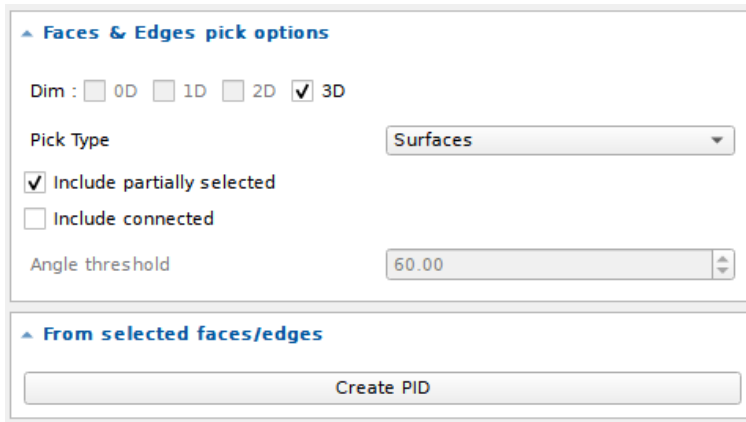 Faces & Edges pick options
Dim : 0D 1D 2D 3D
Pick Type Surfaces
Include partially selected
Include connected
Angle threshold 60.00
From selected faces/edges
Create PID